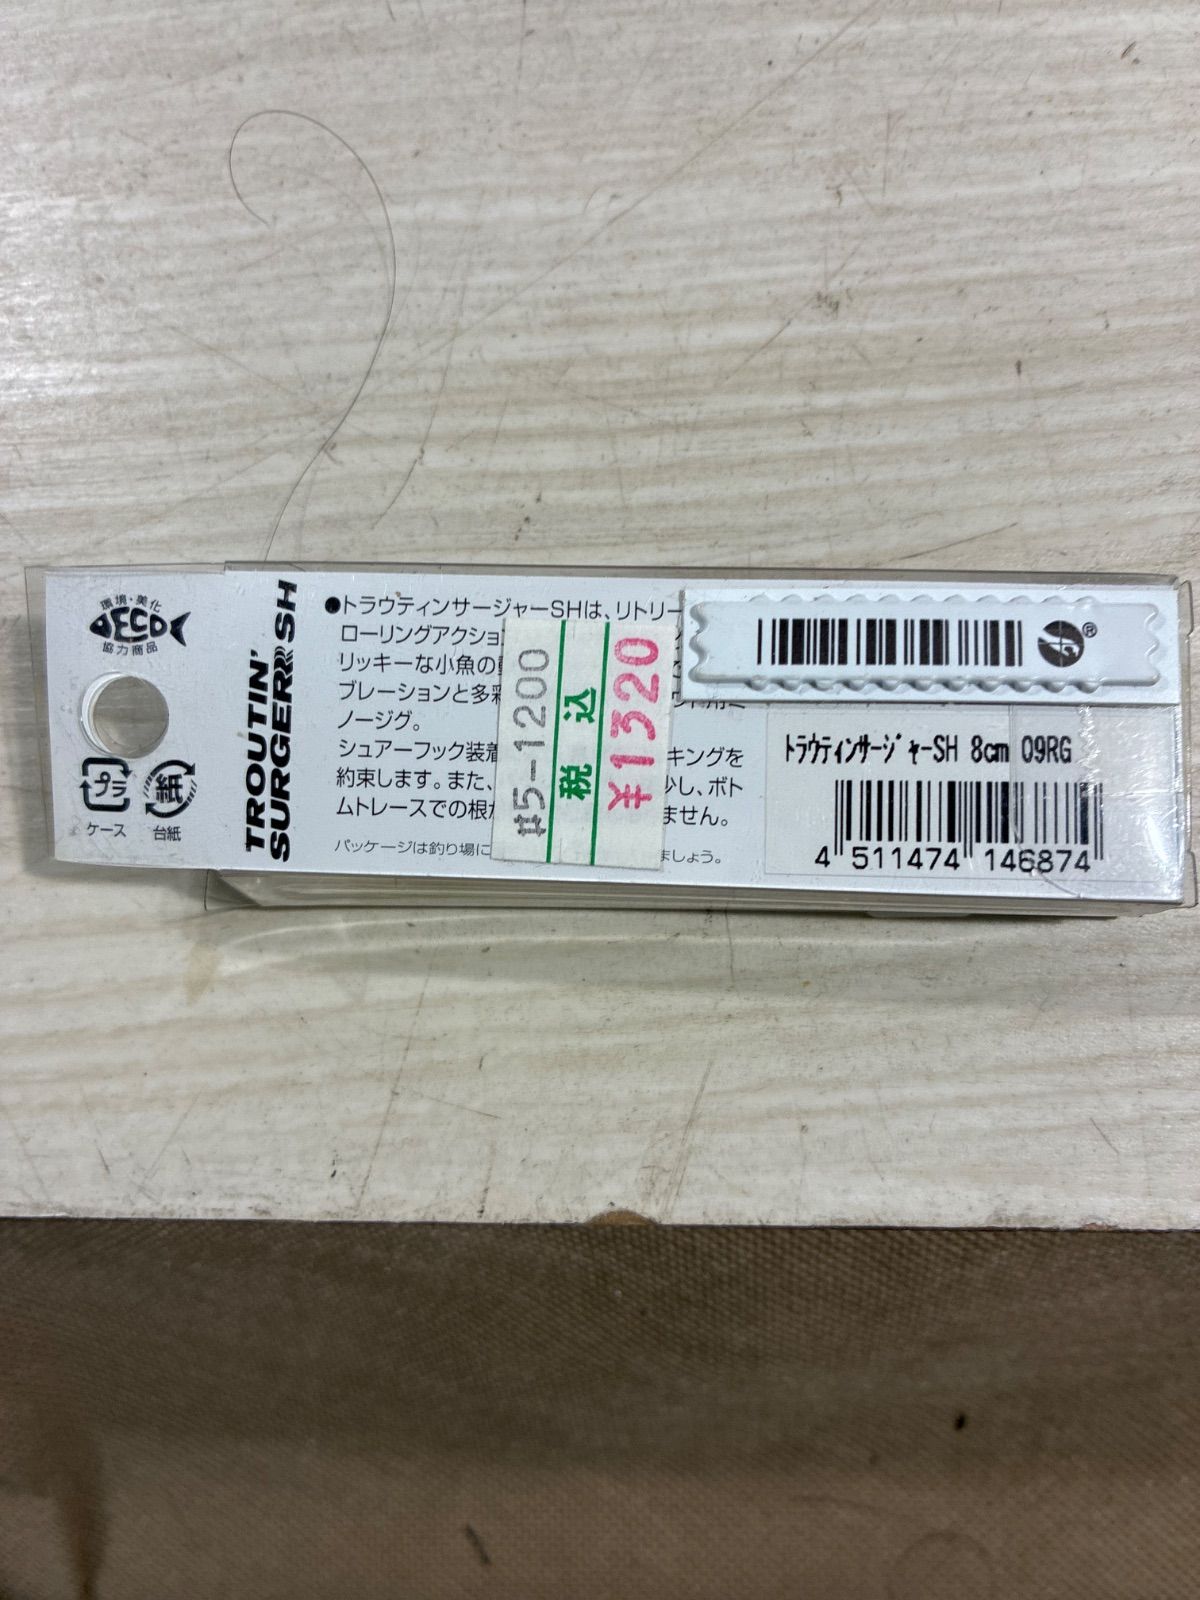 環境・美化
ECO
協力商品
プラ
ケース
紙
台紙
TROUTIN'
SURGER SH
●トラウティンサージャーSHは、リトリー
ローリングアクショ
リッキーな小魚の
ブレーションと多彩
ノージグ。
シュアーフック装着 キングを
約束します。また、 少し、ボト
ムトレースでの根が ません。
パッケージは釣り場に ましょう。
#5-1200
税込
¥1320
®
トラウティンサージャーSH 8cm 09RG
4 511474 146874